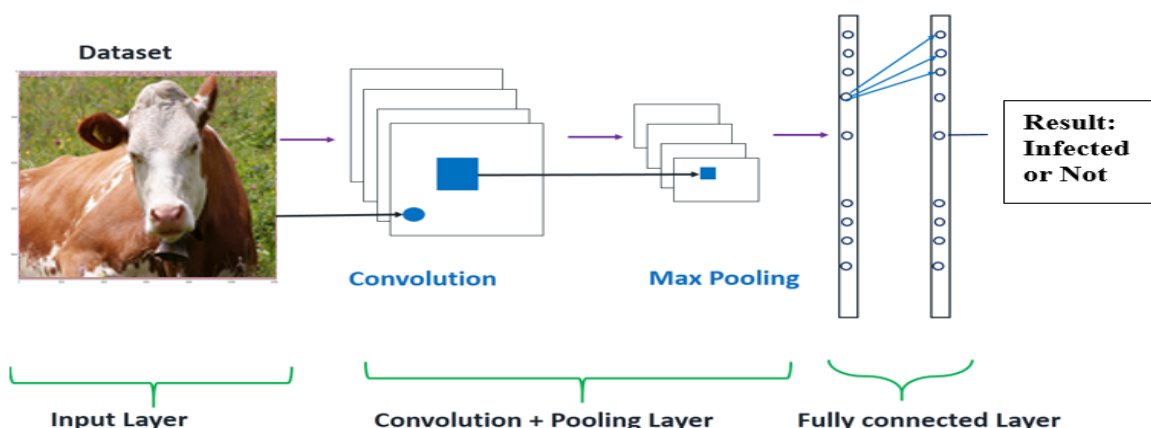 Dataset
Convolution
Max Pooling
Result:
Infected
or Not
Input Layer
Convolution + Pooling Layer
Fully connected Layer